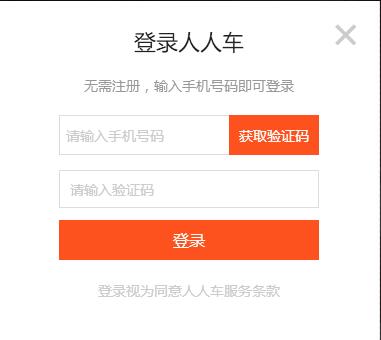 登录人人车
无需注册，输入手机号码即可登录
请输入手机号码 获取验证码
请输入验证码
登录
登录视为同意人人车服务条款